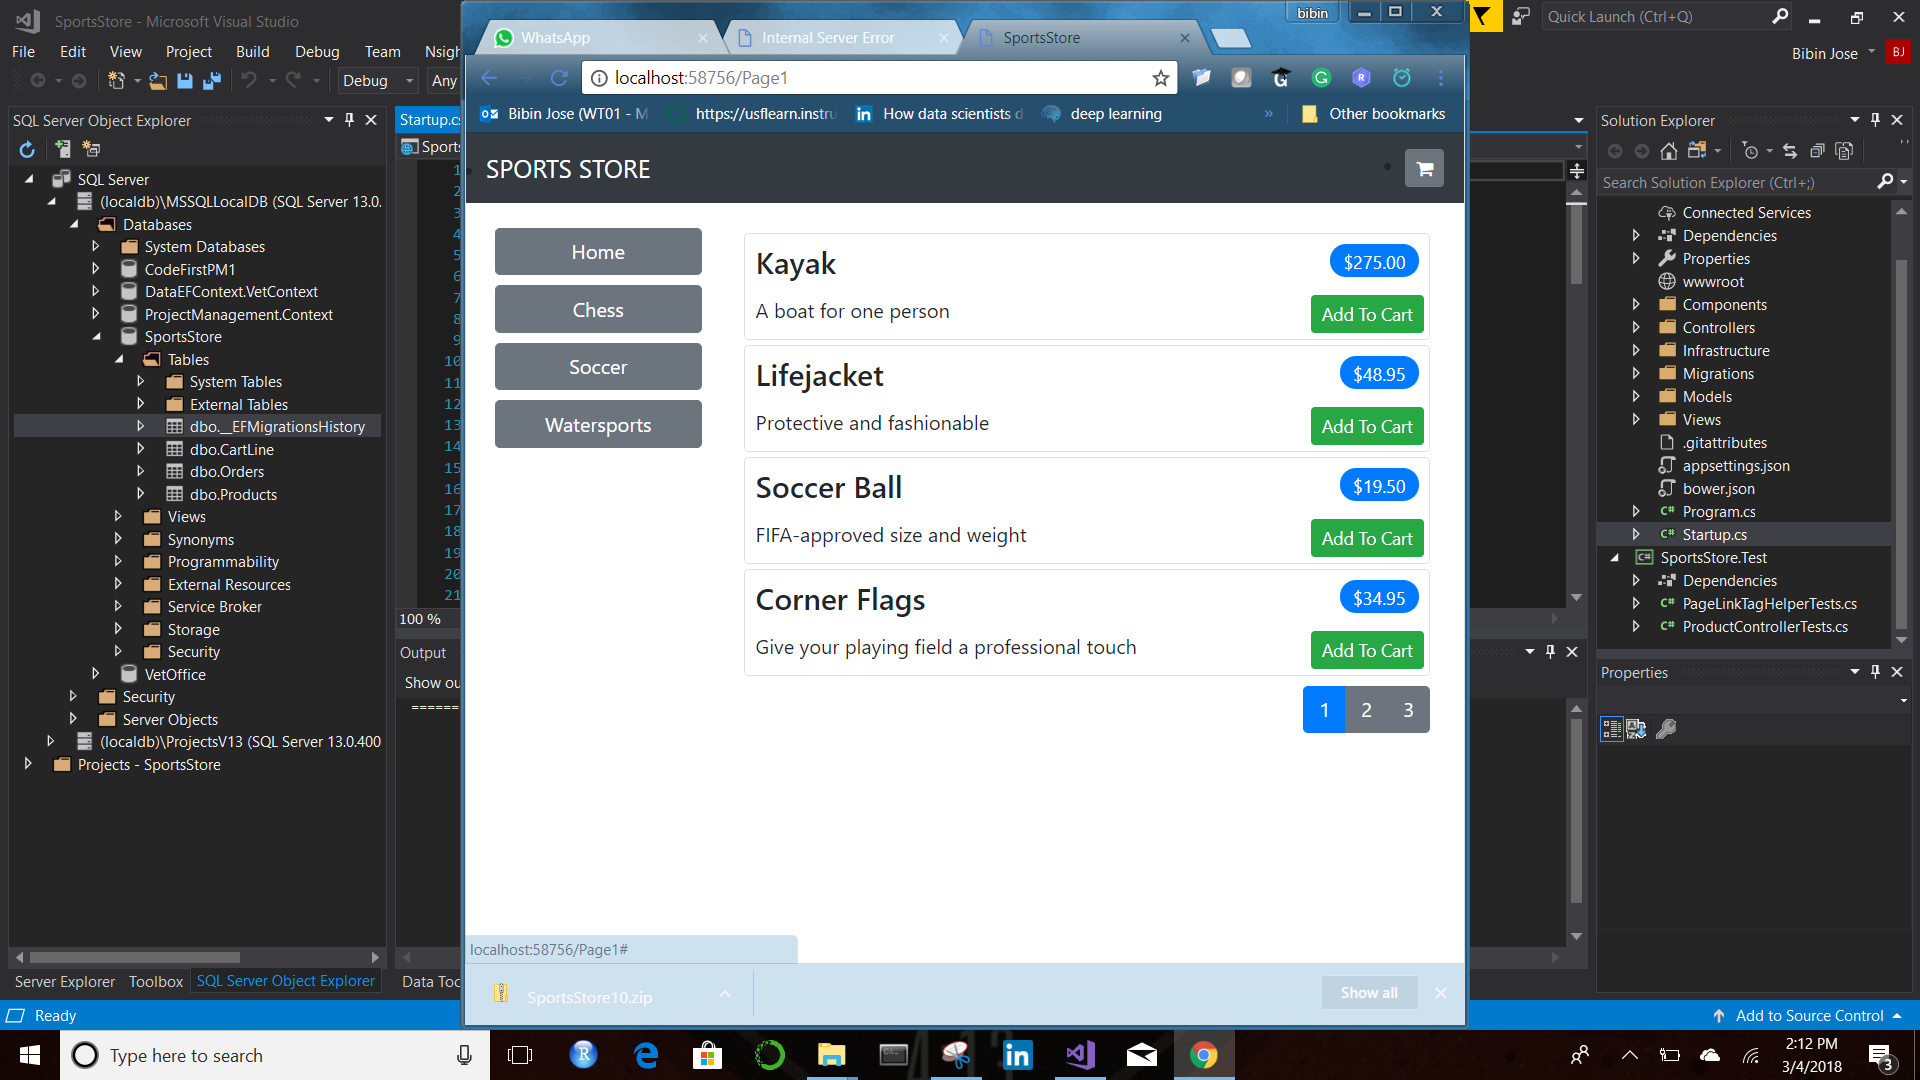 SportsStore - Microsoft Visual Studio
bibin
Quick Launch (Ctrl+Q)
File Edit View Project Build Debug Team
WhatsApp
Internal Server Error
SportsStore
Bibin Jose
BJ
Debug
Any
localhost:58756/Page1
Bibin Jose (WT01 - M
https://usflearn.instru
How data scientists d
deep learning
»
Other bookmarks
SQL Server Object Explorer
SQL Server
(localdb)\MSSQLLocalDB (SQL Server 13.0.
Databases
System Databases
CodeFirstPM1
DataEFContext.VetContext
ProjectManagement.Context
SportsStore
Tables
System Tables
External Tables
dbo.__EFMigrationsHistory
dbo.CartLine
dbo.Orders
dbo.Products
Views
Synonyms
Programmability
External Resources
Service Broker
Storage
Security
VetOffice
Security
Server Objects
(localdb)\ProjectsV13 (SQL Server 13.0.400
Projects - SportsStore
Server Explorer Toolbox SQL Server Object Explorer
Startup.cs
Sports
1
2
3
4
5
6
7
8
9
10
11
12
13
14
15
16
17
18
19
20
21
100 %
Output
Show ou
======
Data Too
SPORTS STORE
Home
Chess
Soccer
Watersports
Kayak
$275.00
A boat for one person
Add To Cart
Lifejacket
$48.95
Protective and fashionable
Add To Cart
Soccer Ball
$19.50
FIFA-approved size and weight
Add To Cart
Corner Flags
$34.95
Give your playing field a professional touch
Add To Cart
1 2 3
localhost:58756/Page1#
SportsStore10.zip
Show all
Solution Explorer
Search Solution Explorer (Ctrl+;)
Connected Services
Dependencies
Properties
wwwroot
Components
Controllers
Infrastructure
Migrations
Models
Views
.gitattributes
appsettings.json
bower.json
C# Program.cs
C# Startup.cs
C# SportsStore.Test
Dependencies
C# PageLinkTagHelperTests.cs
C# ProductControllerTests.cs
Properties
Ready
Add to Source Control
Type here to search
R
in
2:12 PM
3/4/2018
3